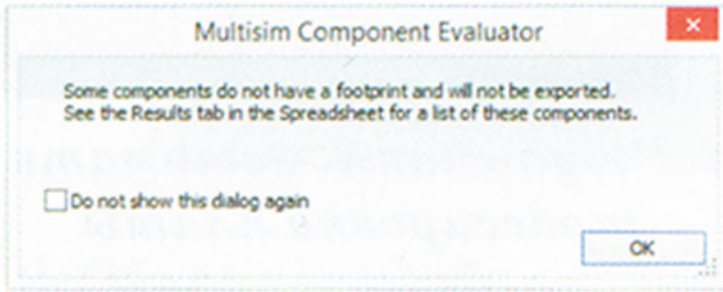 Multisim Component Evaluator
Some components do not have a footprint and will not be exported.
See the Results tab in the Spreadsheet for a list of these components.
Do not show this dialog again
OK